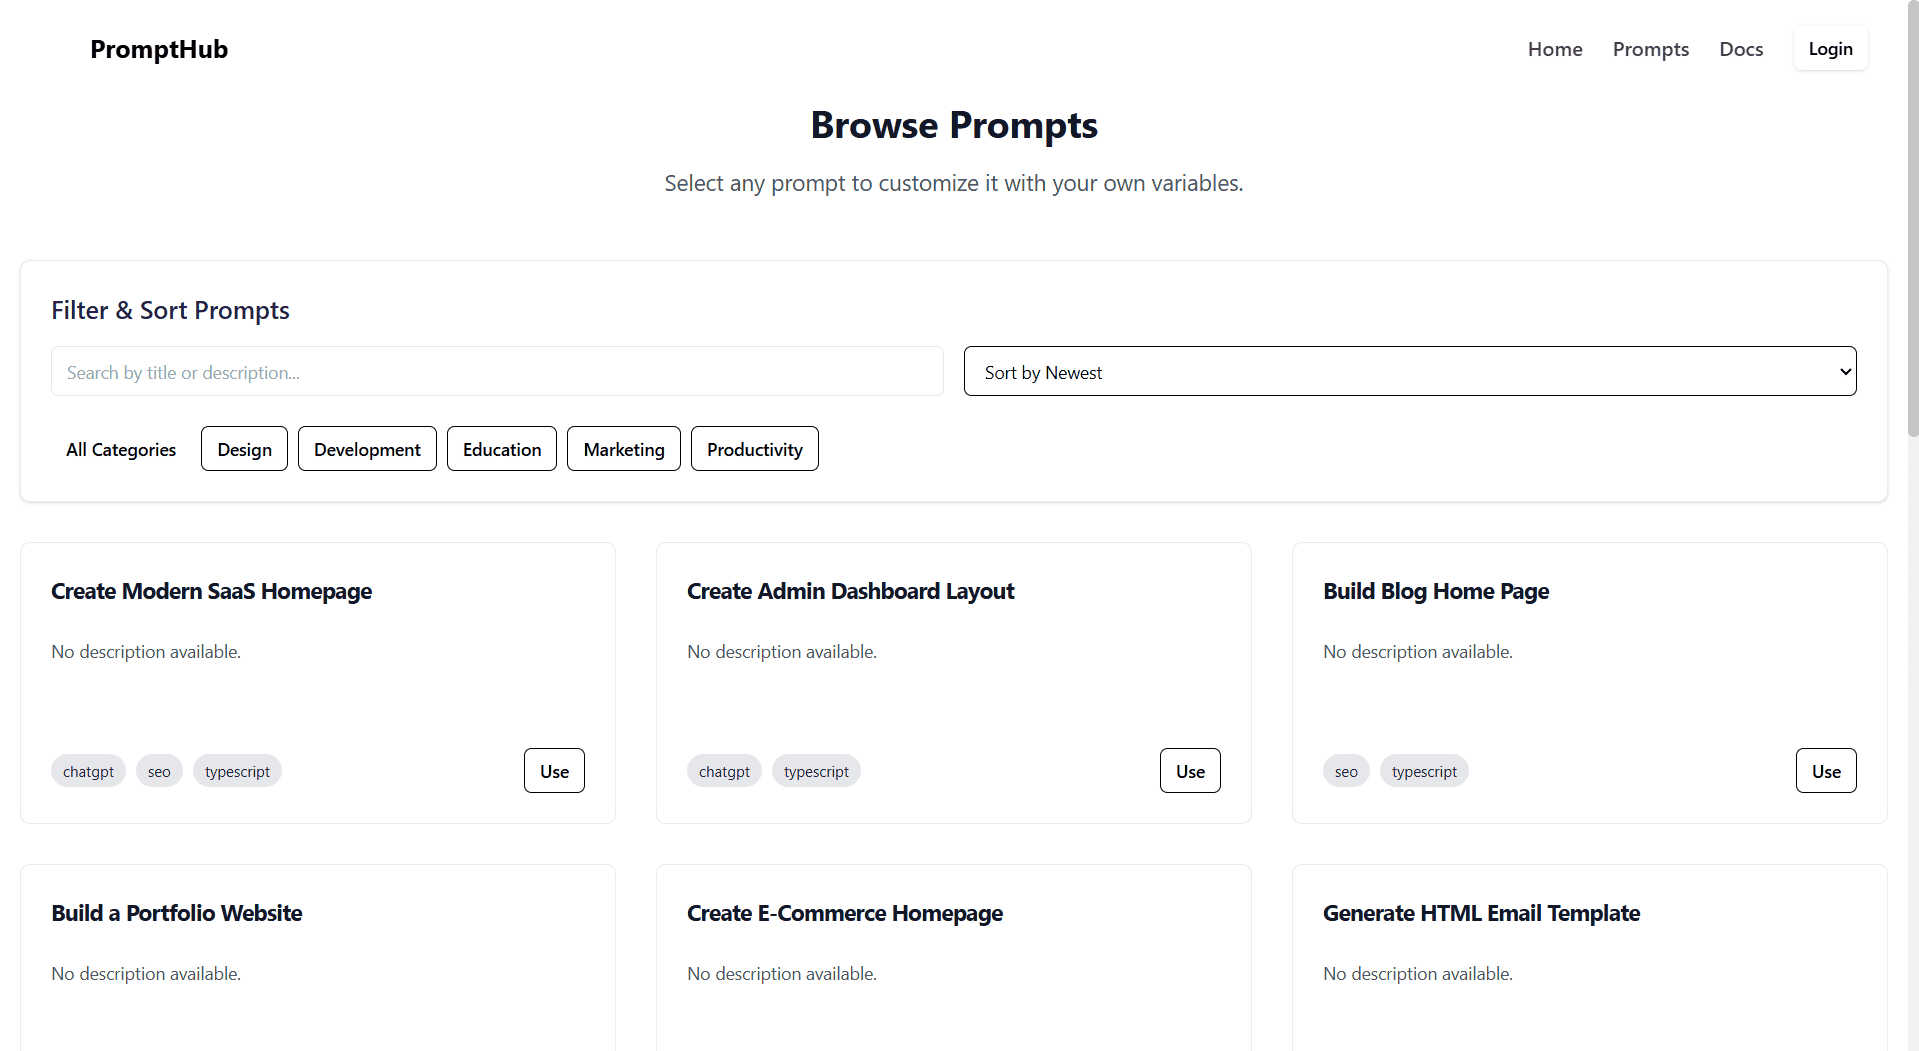 PromptHub
Home Prompts Docs Login
Browse Prompts
Select any prompt to customize it with your own variables.
Filter & Sort Prompts
Search by title or description...
Sort by Newest
All Categories Design Development Education Marketing Productivity
Create Modern SaaS Homepage
No description available.
chatgpt seo typescript Use
Create Admin Dashboard Layout
No description available.
chatgpt typescript Use
Build Blog Home Page
No description available.
seo typescript Use
Build a Portfolio Website
No description available.
Create E-Commerce Homepage
No description available.
Generate HTML Email Template
No description available.